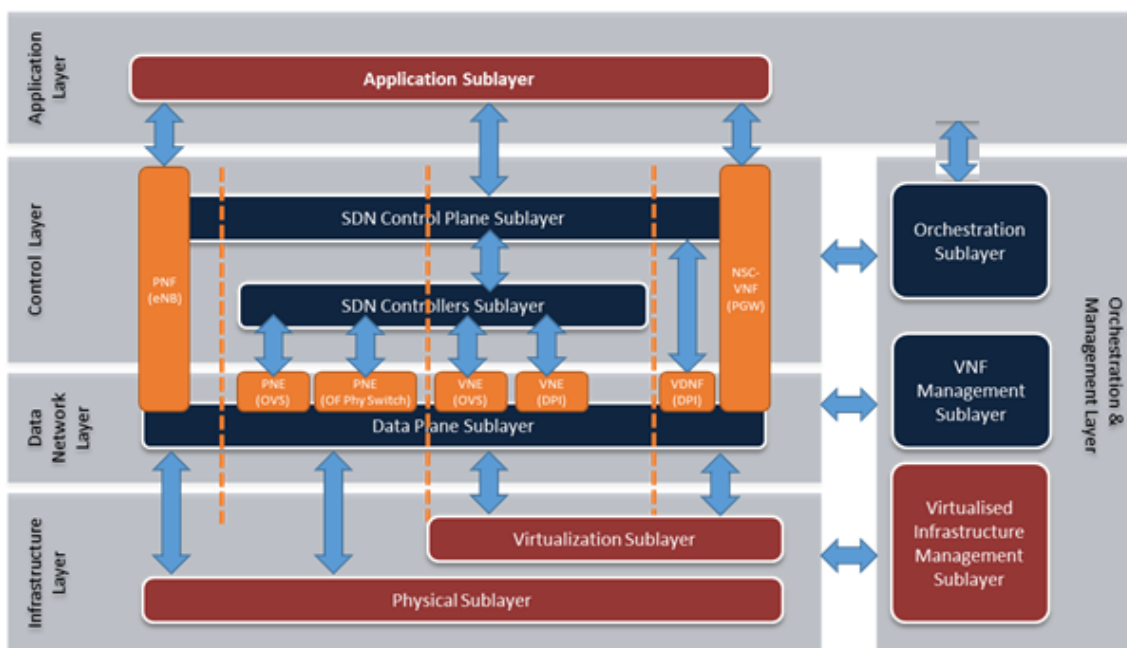 Application
Layer
Application Sublayer
Control Layer
SDN Control Plane Sublayer
PNF
(eNB)
NSC-
VNF
(PGW)
SDN Controllers Sublayer
Orchestration
Sublayer
Orchestration &
Management Layer
Data
Network
Layer
PNE
(OVS)
PNE
(OF Phy Switch)
VNE
(OVS)
VNE
(DPI)
VDNF
(DPI)
Data Plane Sublayer
VNF
Management
Sublayer
Infrastructure
Layer
Virtualization Sublayer
Physical Sublayer
Virtualised
Infrastructure
Management
Sublayer